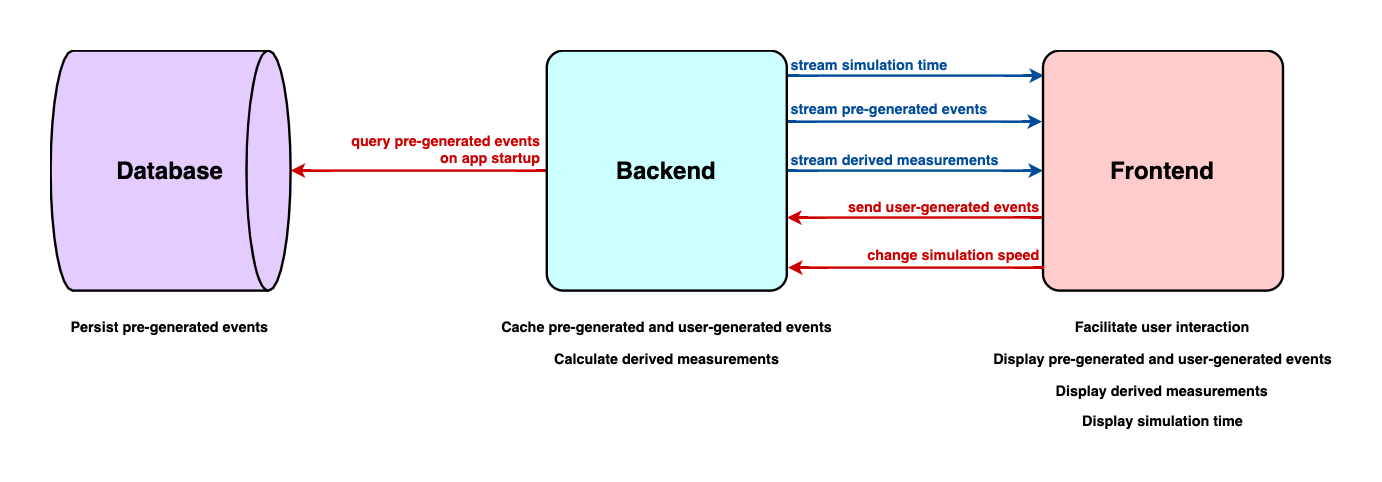 stream simulation time
stream pre-generated events
query pre-generated events
on app startup
stream derived measurements
Database
Backend
Frontend
send user-generated events
change simulation speed
Persist pre-generated events
Cache pre-generated and user-generated events
Facilitate user interaction
Calculate derived measurements
Display pre-generated and user-generated events
Display derived measurements
Display simulation time